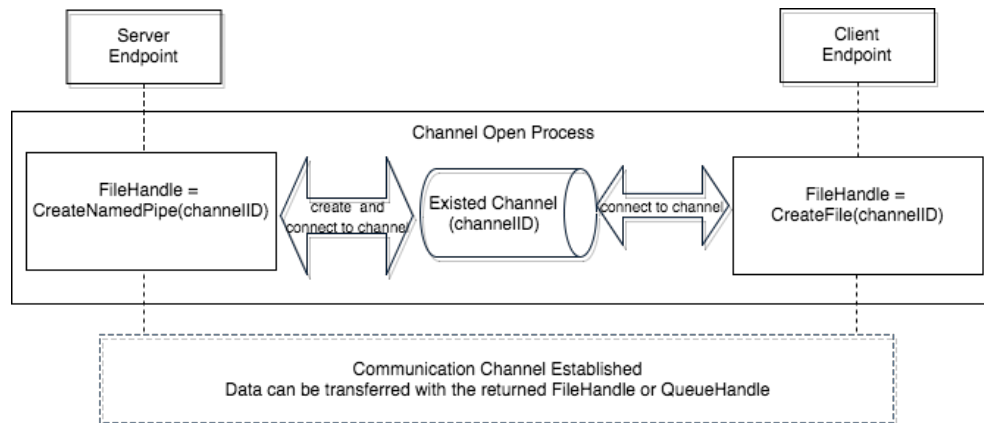 Server
Endpoint
Client
Endpoint
Channel Open Process
FileHandle =
CreateNamedPipe(channelID)
create and
connect to channel
Existed Channel
(channelID)
connect to channel
FileHandle =
CreateFile(channelID)
Communication Channel Established
Data can be transferred with the returned FileHandle or QueueHandle